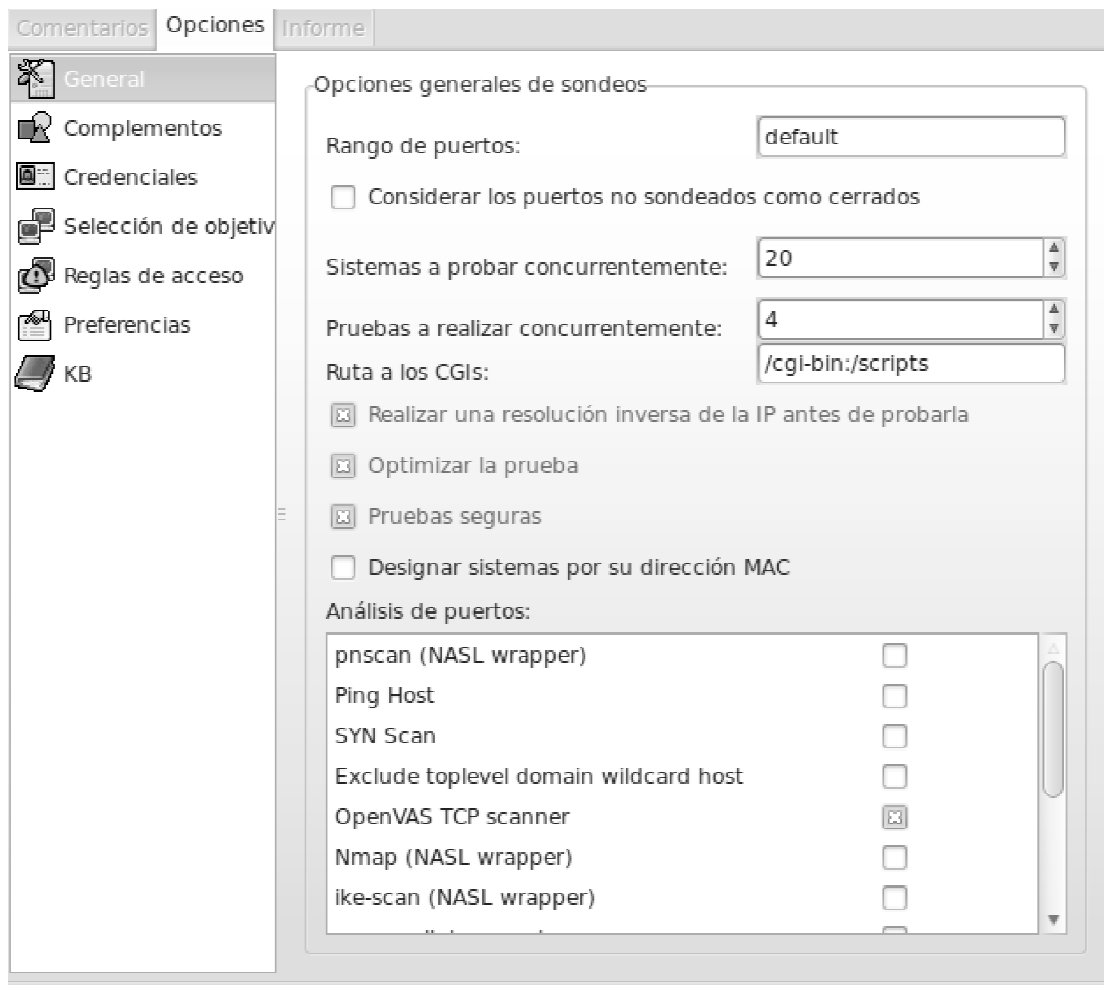 Comentarios Opciones Informe
General
Complementos
Credenciales
Selección de objetiv
Reglas de acceso
Preferencias
KB
Opciones generales de sondeos
Rango de puertos: default
Considerar los puertos no sondeados como cerrados
Sistemas a probar concurrentemente: 20
Pruebas a realizar concurrentemente: 4
Ruta a los CGIs: /cgi-bin:/scripts
Realizar una resolución inversa de la IP antes de probarla
Optimizar la prueba
Pruebas seguras
Designar sistemas por su dirección MAC
Análisis de puertos:
pnscan (NASL wrapper)
Ping Host
SYN Scan
Exclude toplevel domain wildcard host
OpenVAS TCP scanner
Nmap (NASL wrapper)
ike-scan (NASL wrapper)